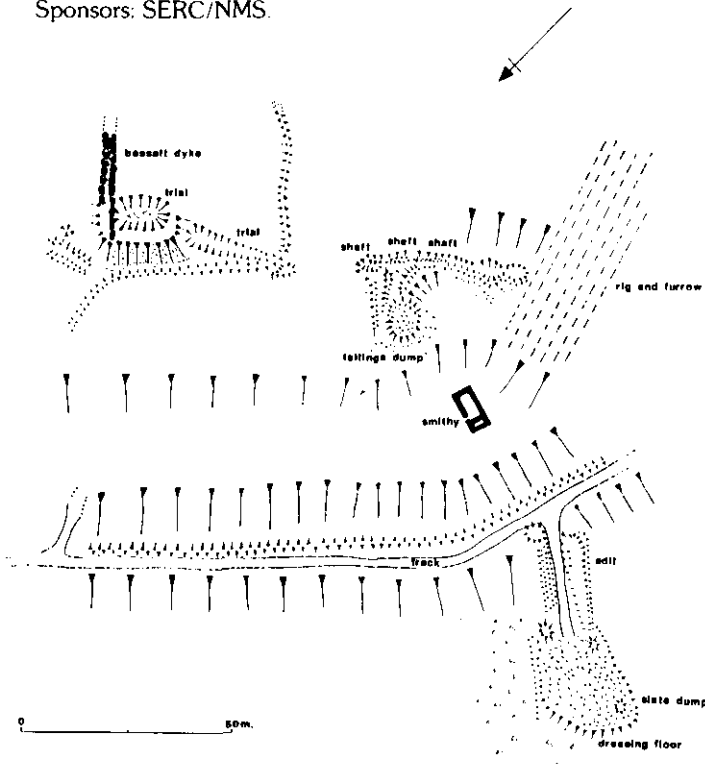 Sponsors: SERC/NMS.
bassalt dyke
trial
trial
shaft shaft shaft
rig and furrow
tailings dump
smithy
track
adit
slate dump
dressing floor
0 50m.